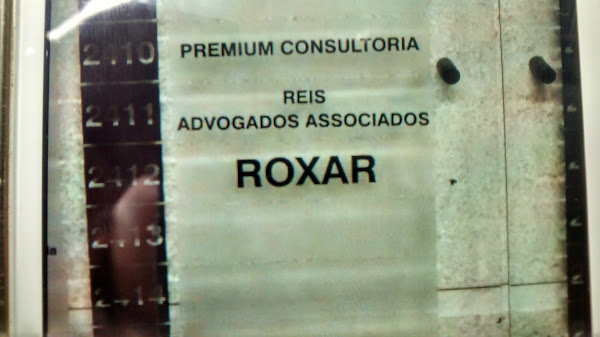 2410 PREMIUM CONSULTORIA
2411 REIS
ADVOGADOS ASSOCIADOS
2412 ROXAR
2413
2414